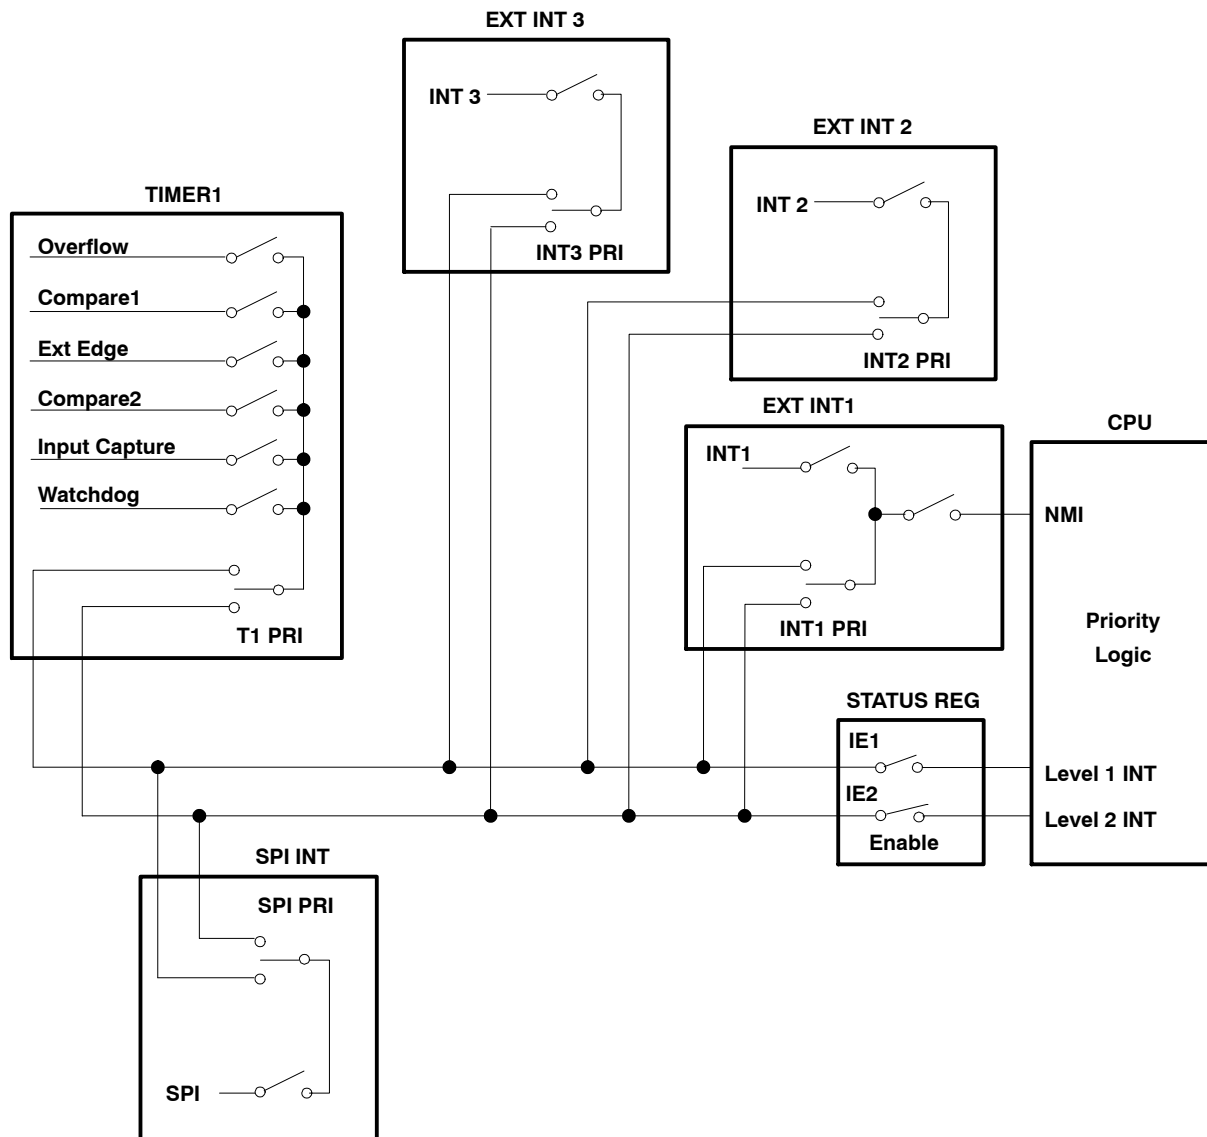 EXT INT 3
INT 3
INT3 PRI
EXT INT 2
INT 2
INT2 PRI
TIMER1
Overflow
Compare1
Ext Edge
Compare2
Input Capture
Watchdog
T1 PRI
EXT INT1
INT1
INT1 PRI
CPU
NMI
Priority
Logic
Level 1 INT
Level 2 INT
STATUS REG
IE1
IE2
Enable
SPI INT
SPI PRI
SPI